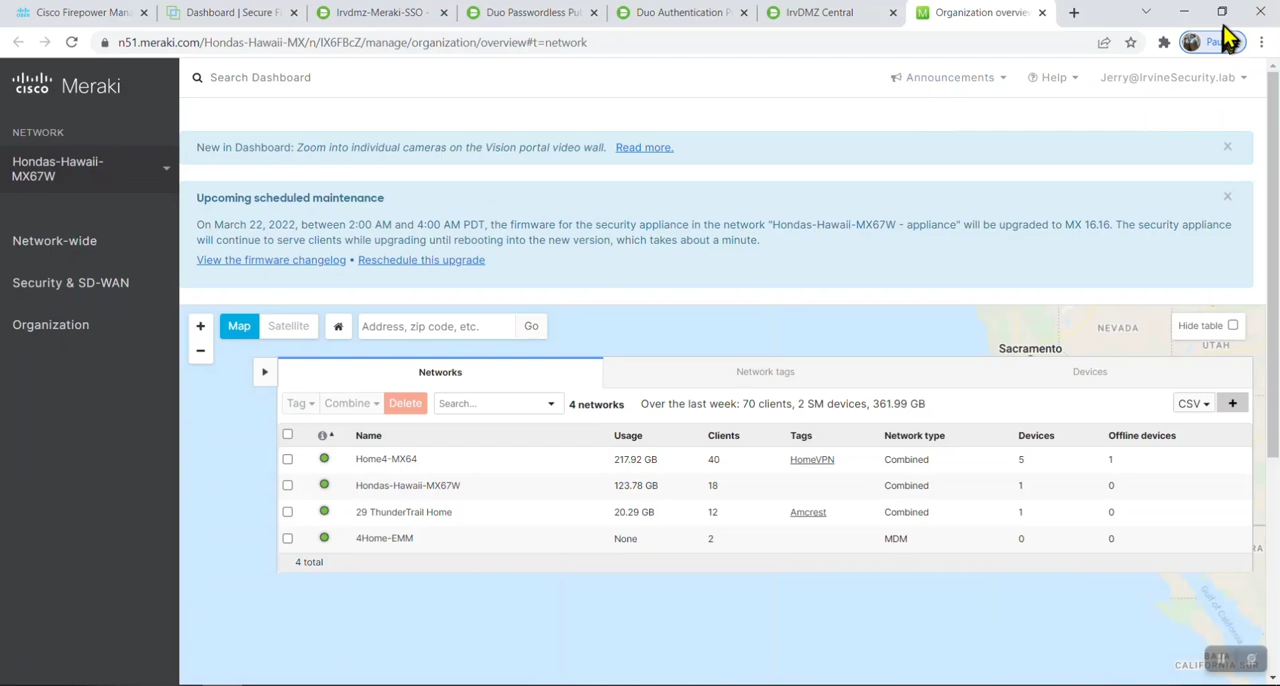 Cisco Firepower Mana
Dashboard | Secure F
Irvdmz-Meraki-SSO -
Duo Passwordless Pu
Duo Authentication P
IrvDMZ Central
Organization overvie
n51.meraki.com/Hondas-Hawaii-MX/n/IX6FBcZ/manage/organization/overview#t=network
Pau
cisco Meraki
Search Dashboard
Announcements
Help
Jerry@IrvineSecurity.lab
NETWORK
Hondas-Hawaii-
MX67W
Network-wide
Security & SD-WAN
Organization
New in Dashboard: Zoom into individual cameras on the Vision portal video wall. Read more.
Upcoming scheduled maintenance
On March 22, 2022, between 2:00 AM and 4:00 AM PDT, the firmware for the security appliance in the network "Hondas-Hawaii-MX67W - appliance" will be upgraded to MX 16.16. The security appliance
will continue to serve clients while upgrading until rebooting into the new version, which takes about a minute.
View the firmware changelog • Reschedule this upgrade
Map Satellite
Address, zip code, etc. Go
NEVADA
Hide table
UTAH
Sacramento
Networks Network tags Devices
Tag Combine Delete Search... 4 networks Over the last week: 70 clients, 2 SM devices, 361.99 GB CSV +
Name Usage Clients Tags Network type Devices Offline devices
Home4-MX64 217.92 GB 40 HomeVPN Combined 5 1
Hondas-Hawaii-MX67W 123.78 GB 18 Combined 1 0
29 ThunderTrail Home 20.29 GB 12 Amcrest Combined 1 0
4Home-EMM None 2 MDM 0 0
4 total
Gulf of California
BAJA
CALIFORNIA SUR